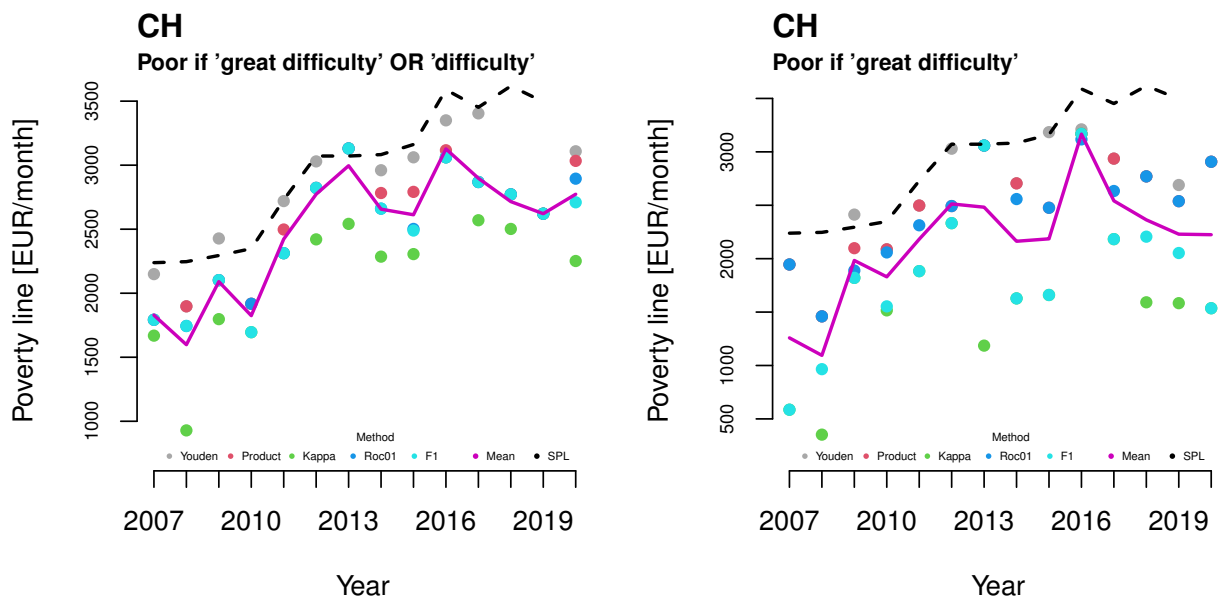 CH
Poor if ’great difficulty’ OR ’difficulty’
Poverty line [EUR/month]
3500
3000
2500
2000
1500
1000
Method
Youden Product Kappa Roc01 F1 Mean SPL
2007 2010 2013 2016 2019
Year
CH
Poor if ’great difficulty’
Poverty line [EUR/month]
3000
2000
1000
500
Method
Youden Product Kappa Roc01 F1 Mean SPL
2007 2010 2013 2016 2019
Year